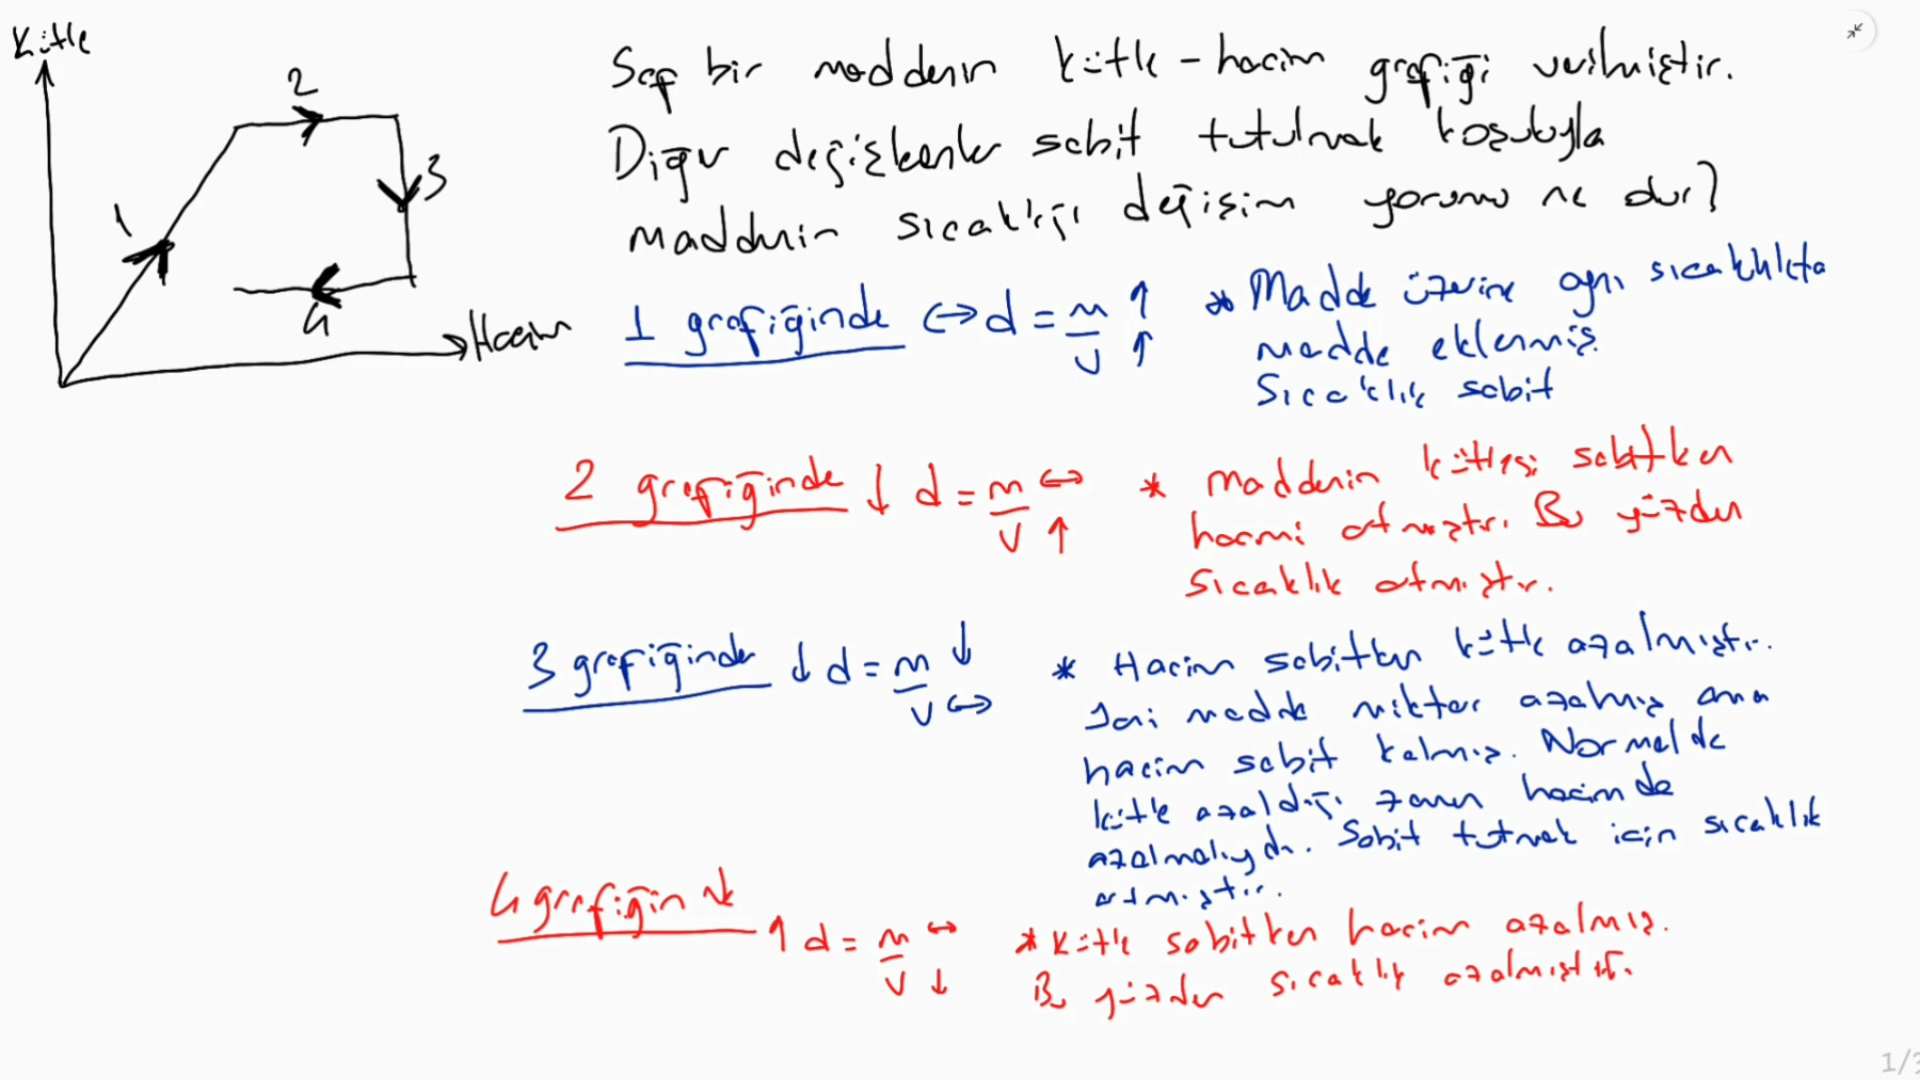 Kütle
2
3
1
4
Hacim
Saf bir maddenin kütle - hacim grafiği verilmiştir.
Diğer değişkenler sabit tutulmak koşuluyla
maddenin sıcaklığı değişim yorumu ne dur?
1 grafiğinde ↔ d = m ↑ / V ↑
* Madde üzerine aynı sıcaklıkta
madde eklenmiş.
Sıcaklık sabit
2 grafiğinde ↓ d = m ↔ / V ↑
* maddenin kütlesi sabitken
hacmi artmıştır. Bu yüzden
sıcaklık artmıştır.
3 grafiğinde ↓ d = m ↓ / V ↔
* Hacim sabitken kütle azalmıştır.
Yani madde miktar azalmış ama
hacim sabit kalmış. Normalde
kütle azaldığı zaman hacimde
azalmalıydı. Sabit tutmak için sıcaklık
artmıştır.
4 grafiğinde ↑ d = m ↔ / V ↓
* Kütle sabitken hacim azalmış.
Bu yüzden sıcaklık azalmıştır.
1/3